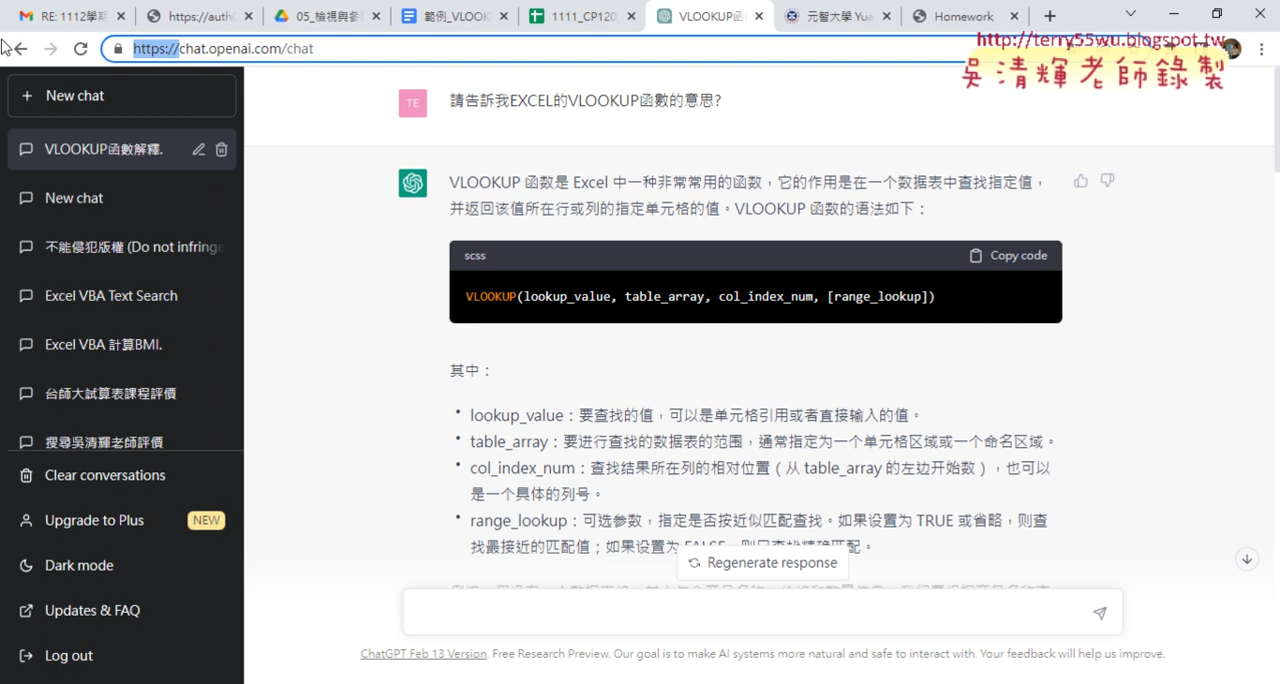 RE: 1112學期
https://auth
05_檢視與參
範例_VLOOK
1111_CP120
VLOOKUP函
元智大學 Yua
Homework
https://chat.openai.com/chat
http://terry55wu.blogspot.tw
吳清輝老師錄製
New chat
VLOOKUP函數解釋.
New chat
不能侵犯版權 (Do not infringe
Excel VBA Text Search
Excel VBA 計算BMI.
台師大試算表課程評價
搜尋吳清輝老師評價
Clear conversations
Upgrade to Plus NEW
Dark mode
Updates & FAQ
Log out
TE 請告訴我EXCEL的VLOOKUP函數的意思?
VLOOKUP 函数是 Excel 中一种非常常用的函数，它的作用是在一个数据表中查找指定值，
并返回该值所在行或列的指定单元格的值。VLOOKUP 函数的语法如下：
scss Copy code
VLOOKUP(lookup_value, table_array, col_index_num, [range_lookup])
其中：
• lookup_value：要查找的值，可以是单元格引用或者直接输入的值。
• table_array：要进行查找的数据表的范围，通常指定为一个单元格区域或一个命名区域。
• col_index_num：查找结果所在列的相对位置（从 table_array 的左边开始数），也可以
是一个具体的列号。
• range_lookup：可选参数，指定是否按近似匹配查找。如果设置为 TRUE 或省略，则查
找最接近的匹配值；如果设置为 FALSE，则只查找精确匹配。
Regenerate response
ChatGPT Feb 13 Version. Free Research Preview. Our goal is to make AI systems more natural and safe to interact with. Your feedback will help us improve.